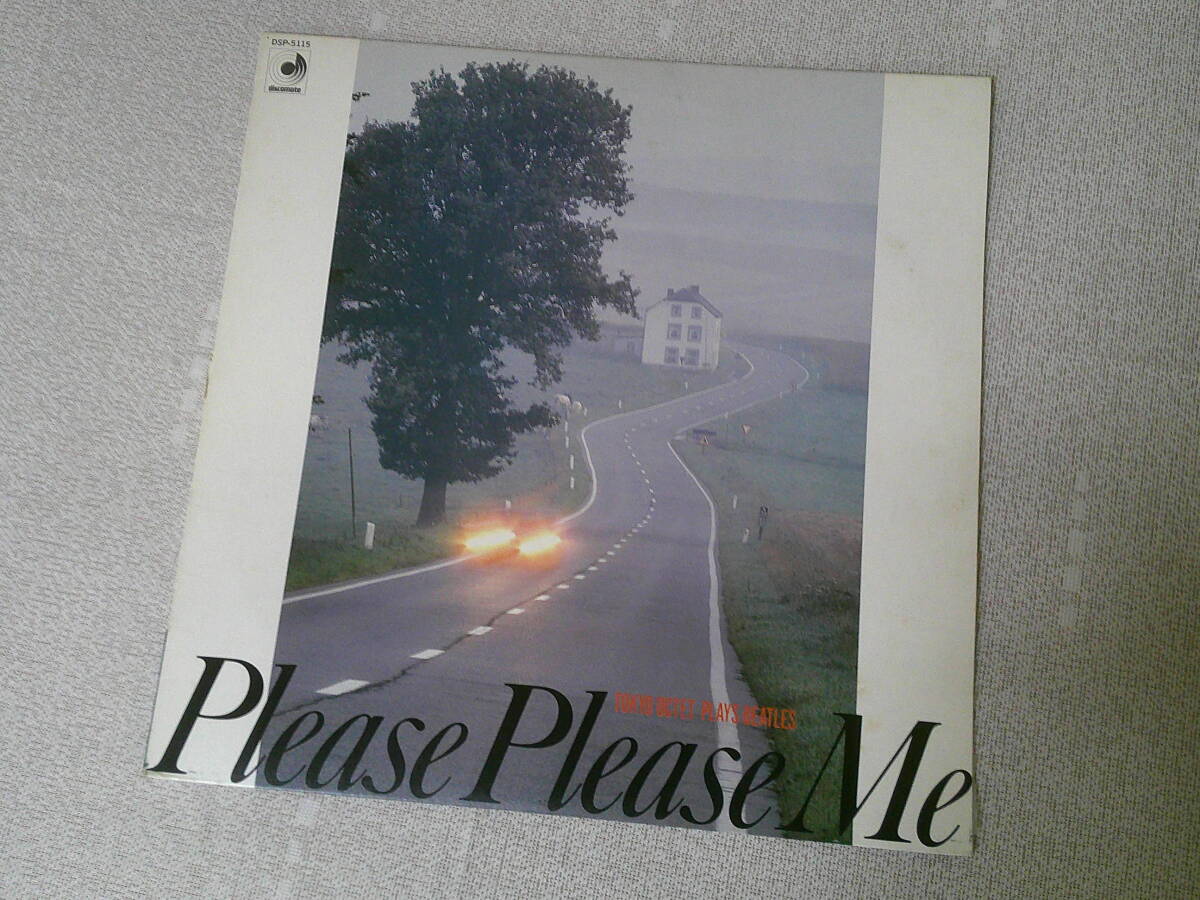 DSP-5115
discomate
TOKYO OCTET PLAYS BEATLES
Please Please Me